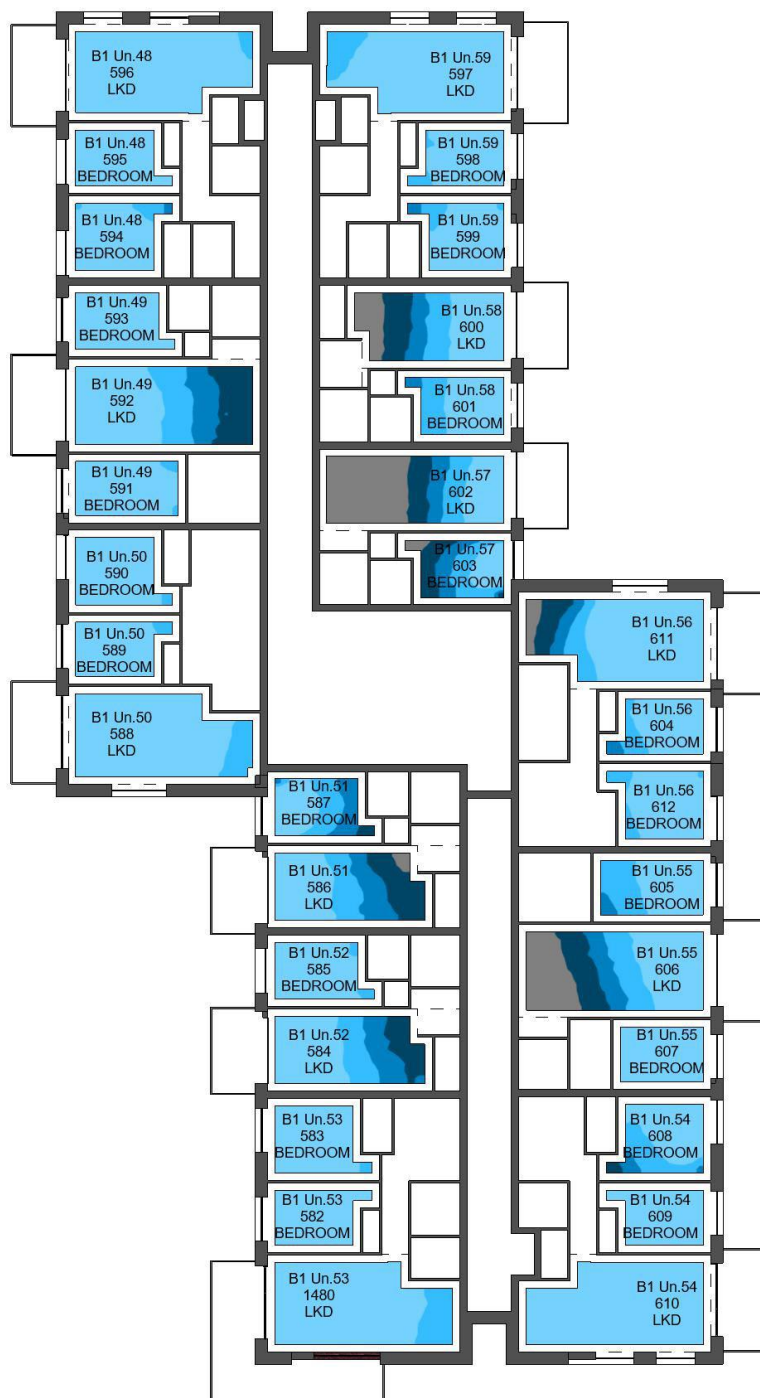 B1 Un.48
596
LKD
B1 Un.59
597
LKD
B1 Un.48
595
BEDROOM
B1 Un.59
598
BEDROOM
B1 Un.48
594
BEDROOM
B1 Un.59
599
BEDROOM
B1 Un.49
593
BEDROOM
B1 Un.58
600
LKD
B1 Un.49
592
LKD
B1 Un.58
601
BEDROOM
B1 Un.49
591
BEDROOM
B1 Un.57
602
LKD
B1 Un.50
590
BEDROOM
B1 Un.57
603
BEDROOM
B1 Un.50
589
BEDROOM
B1 Un.56
611
LKD
B1 Un.50
588
LKD
B1 Un.56
604
BEDROOM
B1 Un.51
587
BEDROOM
B1 Un.56
612
BEDROOM
B1 Un.51
586
LKD
B1 Un.55
605
BEDROOM
B1 Un.52
585
BEDROOM
B1 Un.55
606
LKD
B1 Un.52
584
LKD
B1 Un.55
607
BEDROOM
B1 Un.53
583
BEDROOM
B1 Un.54
608
BEDROOM
B1 Un.53
582
BEDROOM
B1 Un.54
609
BEDROOM
B1 Un.53
1480
LKD
B1 Un.54
610
LKD